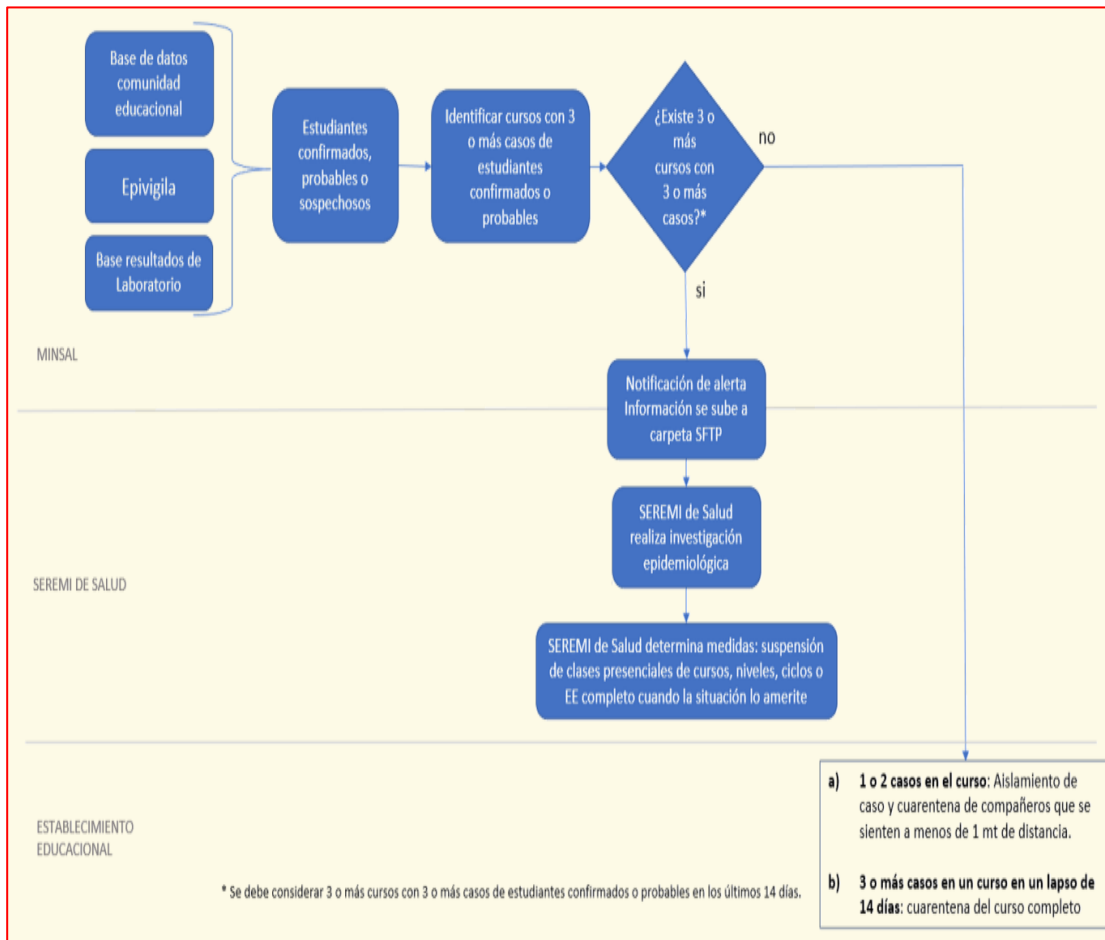 Base de datos
comunidad
educacional
Epivigila
Base resultados de
Laboratorio
Estudiantes
confirmados,
probables o
sospechosos
Identificar cursos con 3
o más casos de
estudiantes
confirmados o
probables
¿Existe 3 o
más
cursos con
3 o más
casos?*
no
si
MINSAL
Notificación de alerta
Información se sube a
carpeta SFTP
SEREMI de Salud
realiza investigación
epidemiológica
SEREMI DE SALUD
SEREMI de Salud determina medidas: suspensión
de clases presenciales de cursos, niveles, ciclos o
EE completo cuando la situación lo amerite
a) 1 o 2 casos en el curso: Aislamiento de
caso y cuarentena de compañeros que se
sienten a menos de 1 mt de distancia.
b) 3 o más casos en un curso en un lapso de
14 días: cuarentena del curso completo
ESTABLECIMIENTO
EDUCACIONAL
* Se debe considerar 3 o más cursos con 3 o más casos de estudiantes confirmados o probables en los últimos 14 días.